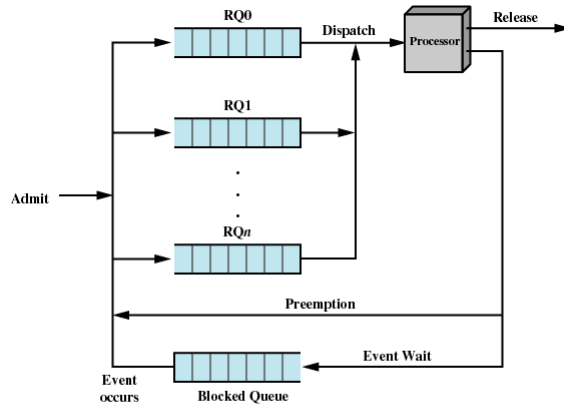 RQ0
Dispatch
Release
Processor
RQ1
Admit
RQn
Preemption
Event Wait
Event
occurs
Blocked Queue